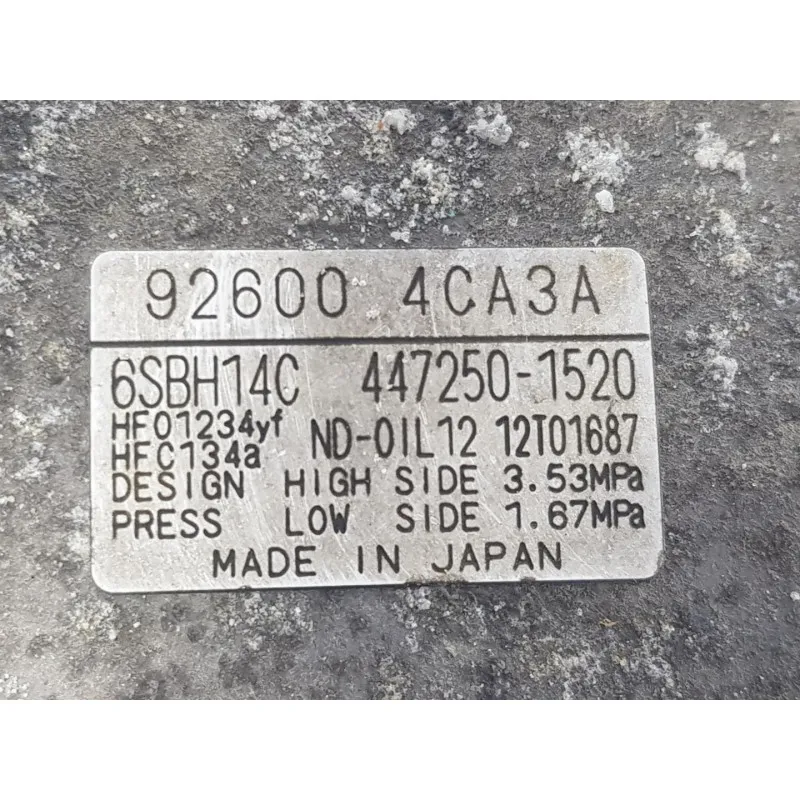 92600 4CA3A
6SBH14C 447250-1520
HFO1234yf ND-OIL12 12T01687
HFC134a
DESIGN HIGH SIDE 3.53MPa
PRESS LOW SIDE 1.67MPa
MADE IN JAPAN